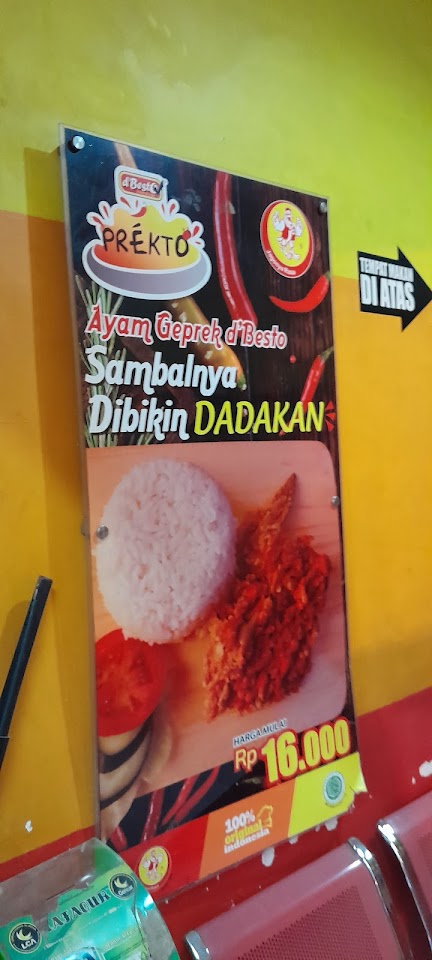 d'Besto
PRÉKTO
Ayam Geprek d'Besto
Sambalnya
Dibikin DADAKAN
TEMPAT MAKAN
DI ATAS
HARGA MULAI
Rp 16.000
100%
original
indonesia
LCA